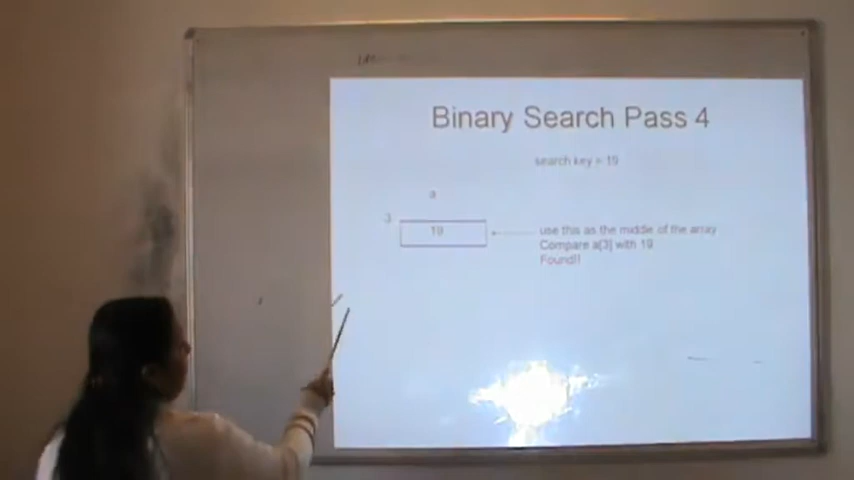 Binary Search Pass 4
search key = 19
a
3
19
use this as the middle of the array
Compare a[3] with 19
Found!!